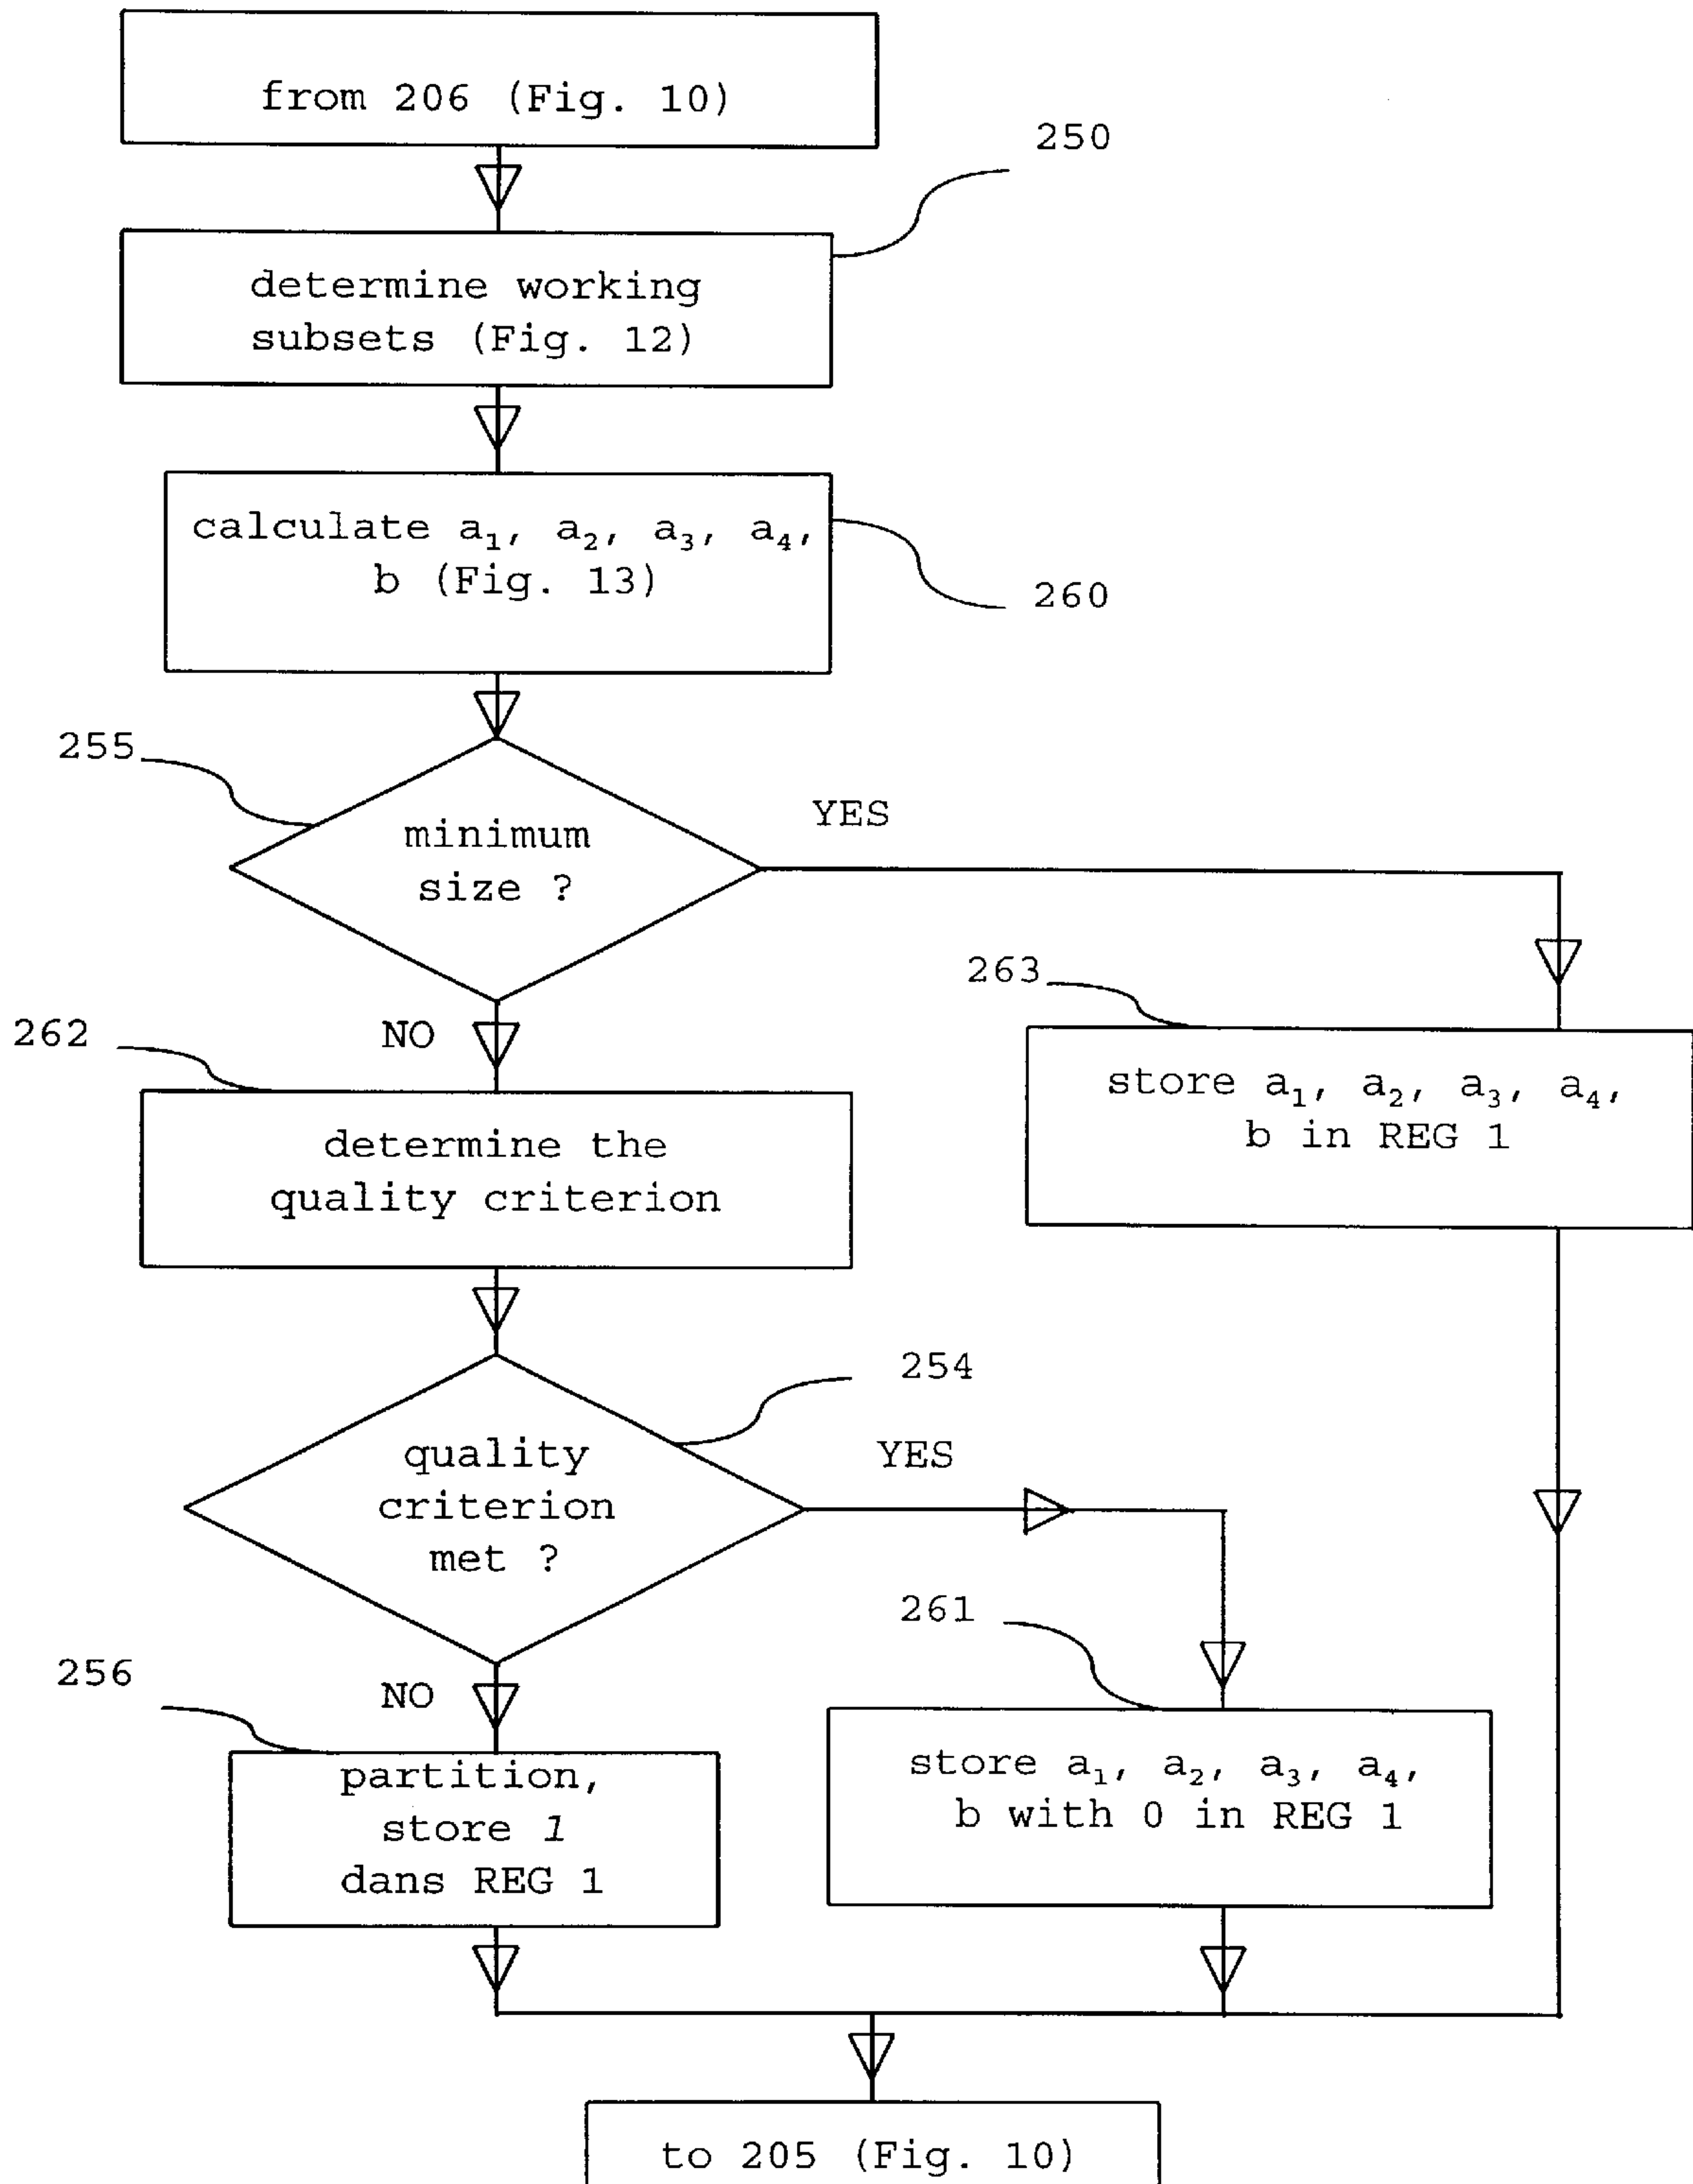 from 206 (Fig. 10)
250
determine working
subsets (Fig. 12)
calculate a₁, a₂, a₃, a₄,
b (Fig. 13)
260
255
minimum
size ?
YES
263
262
NO
store a₁, a₂, a₃, a₄,
b in REG 1
determine the
quality criterion
254
quality
criterion
met ?
YES
261
256
NO
partition,
store 1
dans REG 1
store a₁, a₂, a₃, a₄,
b with 0 in REG 1
to 205 (Fig. 10)